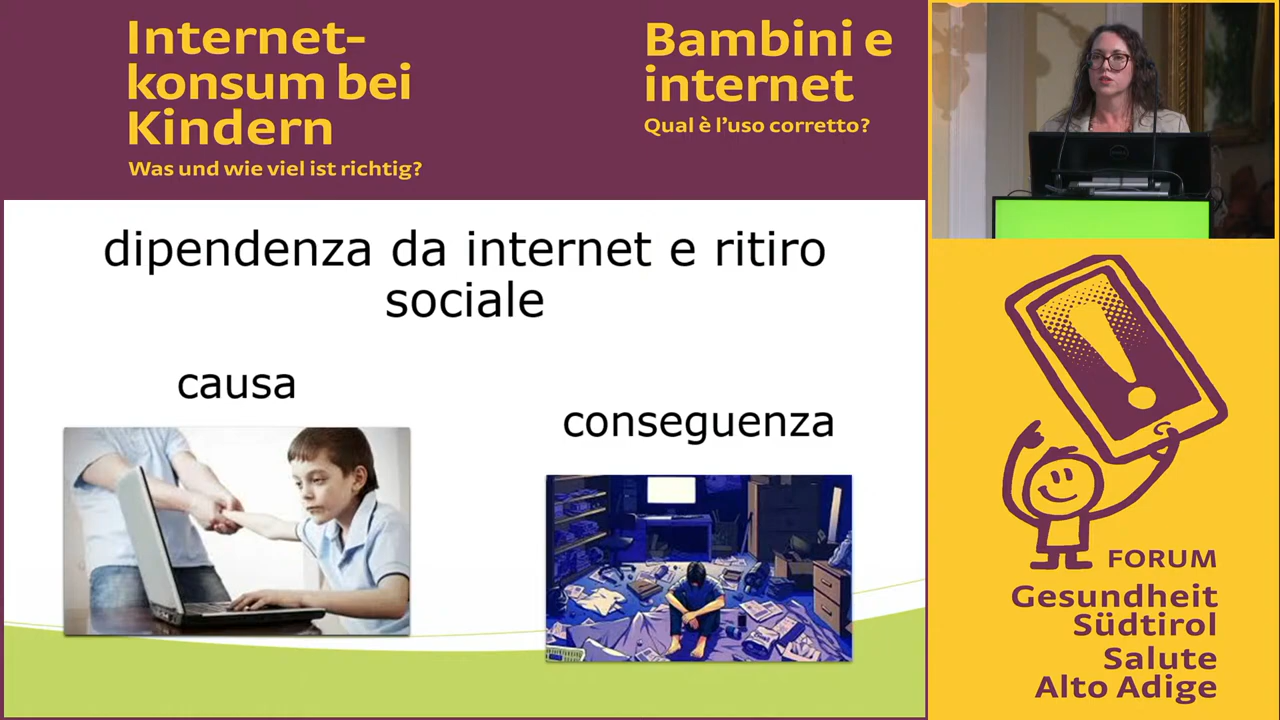 Internet-
konsum bei
Kindern
Was und wie viel ist richtig?
Bambini e
internet
Qual è l'uso corretto?
dipendenza da internet e ritiro
sociale
causa
conseguenza
FORUM
Gesundheit
Südtirol
Salute
Alto Adige